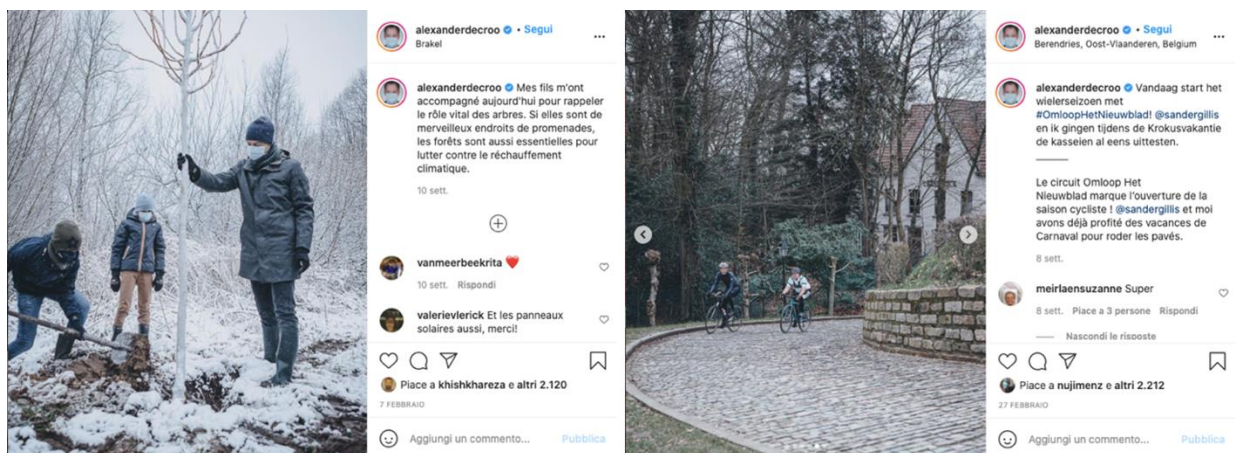 alexanderdecroo • Segui
Brakel
alexanderdecroo Mes fils m'ont
accompagné aujourd'hui pour rappeler
le rôle vital des arbres. Si elles sont de
merveilleux endroits de promenades,
les forêts sont aussi essentielles pour
lutter contre le réchauffement
climatique.
10 sett.
vanmeerbeekrita ❤️
10 sett. Rispondi
valerievlerick Et les panneaux
solaires aussi, merci!
Piace a khishkhareza e altri 2.120
7 FEBBRAIO
Aggiungi un commento... Pubblica
alexanderdecroo • Segui
Berendries, Oost-Vlaanderen, Belgium
alexanderdecroo Vandaag start het
wielerseizoen met
#OmloopHetNieuwblad! @sandergillis
en ik gingen tijdens de Krokusvakantie
de kasseien al eens uittesten.
Le circuit Omloop Het
Nieuwblad marque l'ouverture de la
saison cycliste ! @sandergillis et moi
avons déjà profité des vacances de
Carnaval pour roder les pavés.
8 sett.
meirlaensuzanne Super
8 sett. Piace a 3 persone Rispondi
Nascondi le risposte
Piace a nujimenz e altri 2.212
27 FEBBRAIO
Aggiungi un commento... Pubblica